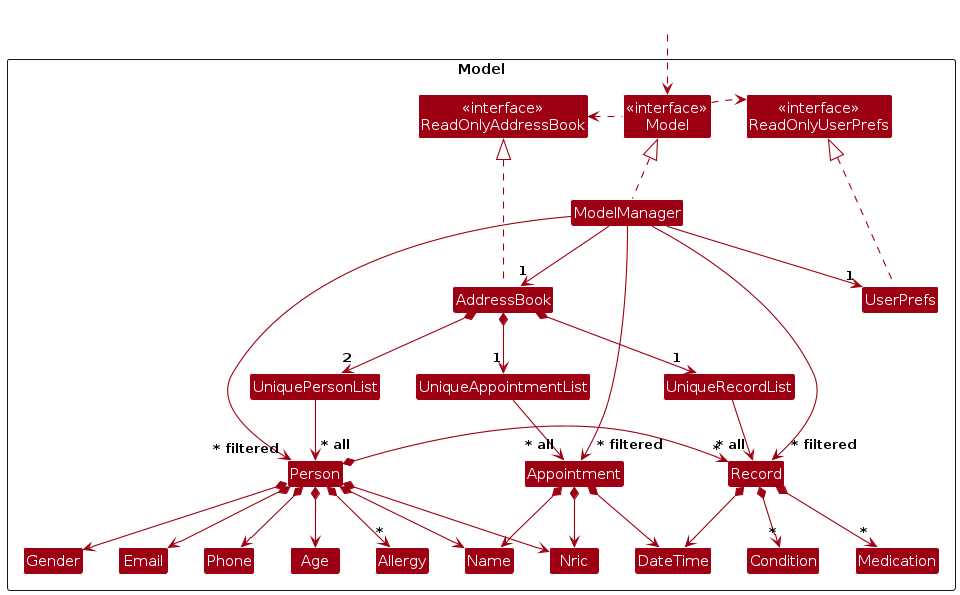 Model
«interface»
ReadOnlyAddressBook
«interface»
Model
«interface»
ReadOnlyUserPrefs
ModelManager
1
1
AddressBook
UserPrefs
2
1
1
UniquePersonList
UniqueAppointmentList
UniqueRecordList
* filtered
* all
* all
* filtered
*
* all
* filtered
Person
Appointment
Record
*
*
*
Gender
Email
Phone
Age
Allergy
Name
Nric
DateTime
Condition
Medication